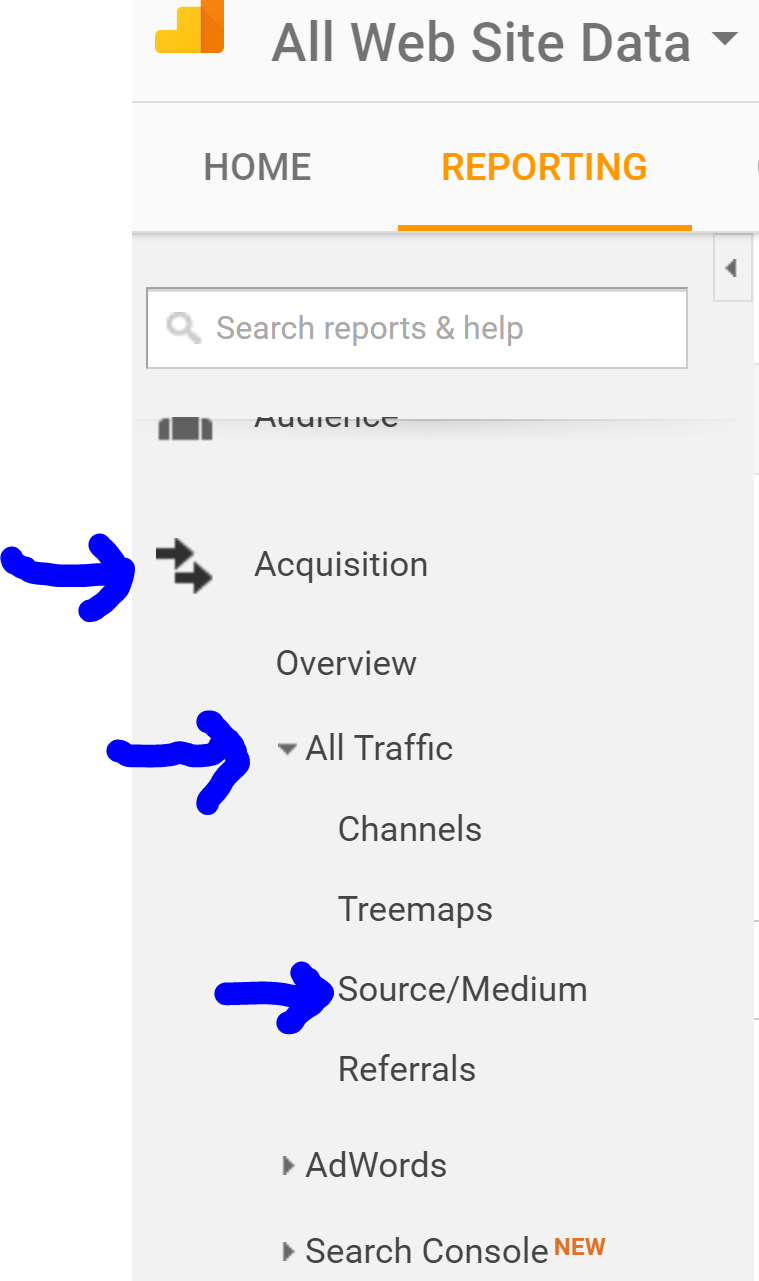 All Web Site Data
HOME REPORTING
Search reports & help
Audience
Acquisition
Overview
All Traffic
Channels
Treemaps
Source/Medium
Referrals
AdWords
Search Console NEW